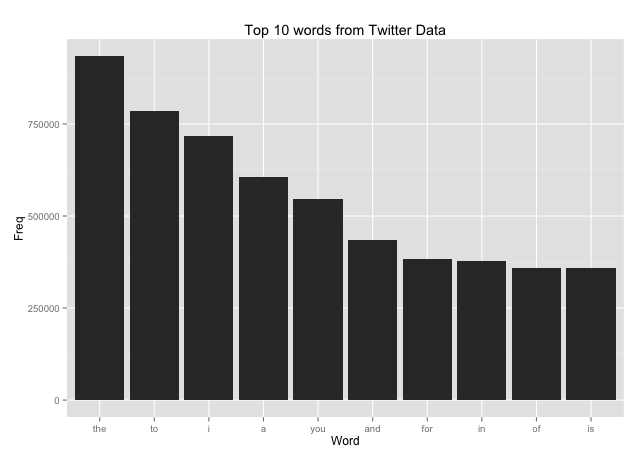 Top 10 words from Twitter Data
Freq
750000
500000
250000
0
the to i a you and for in of is
Word